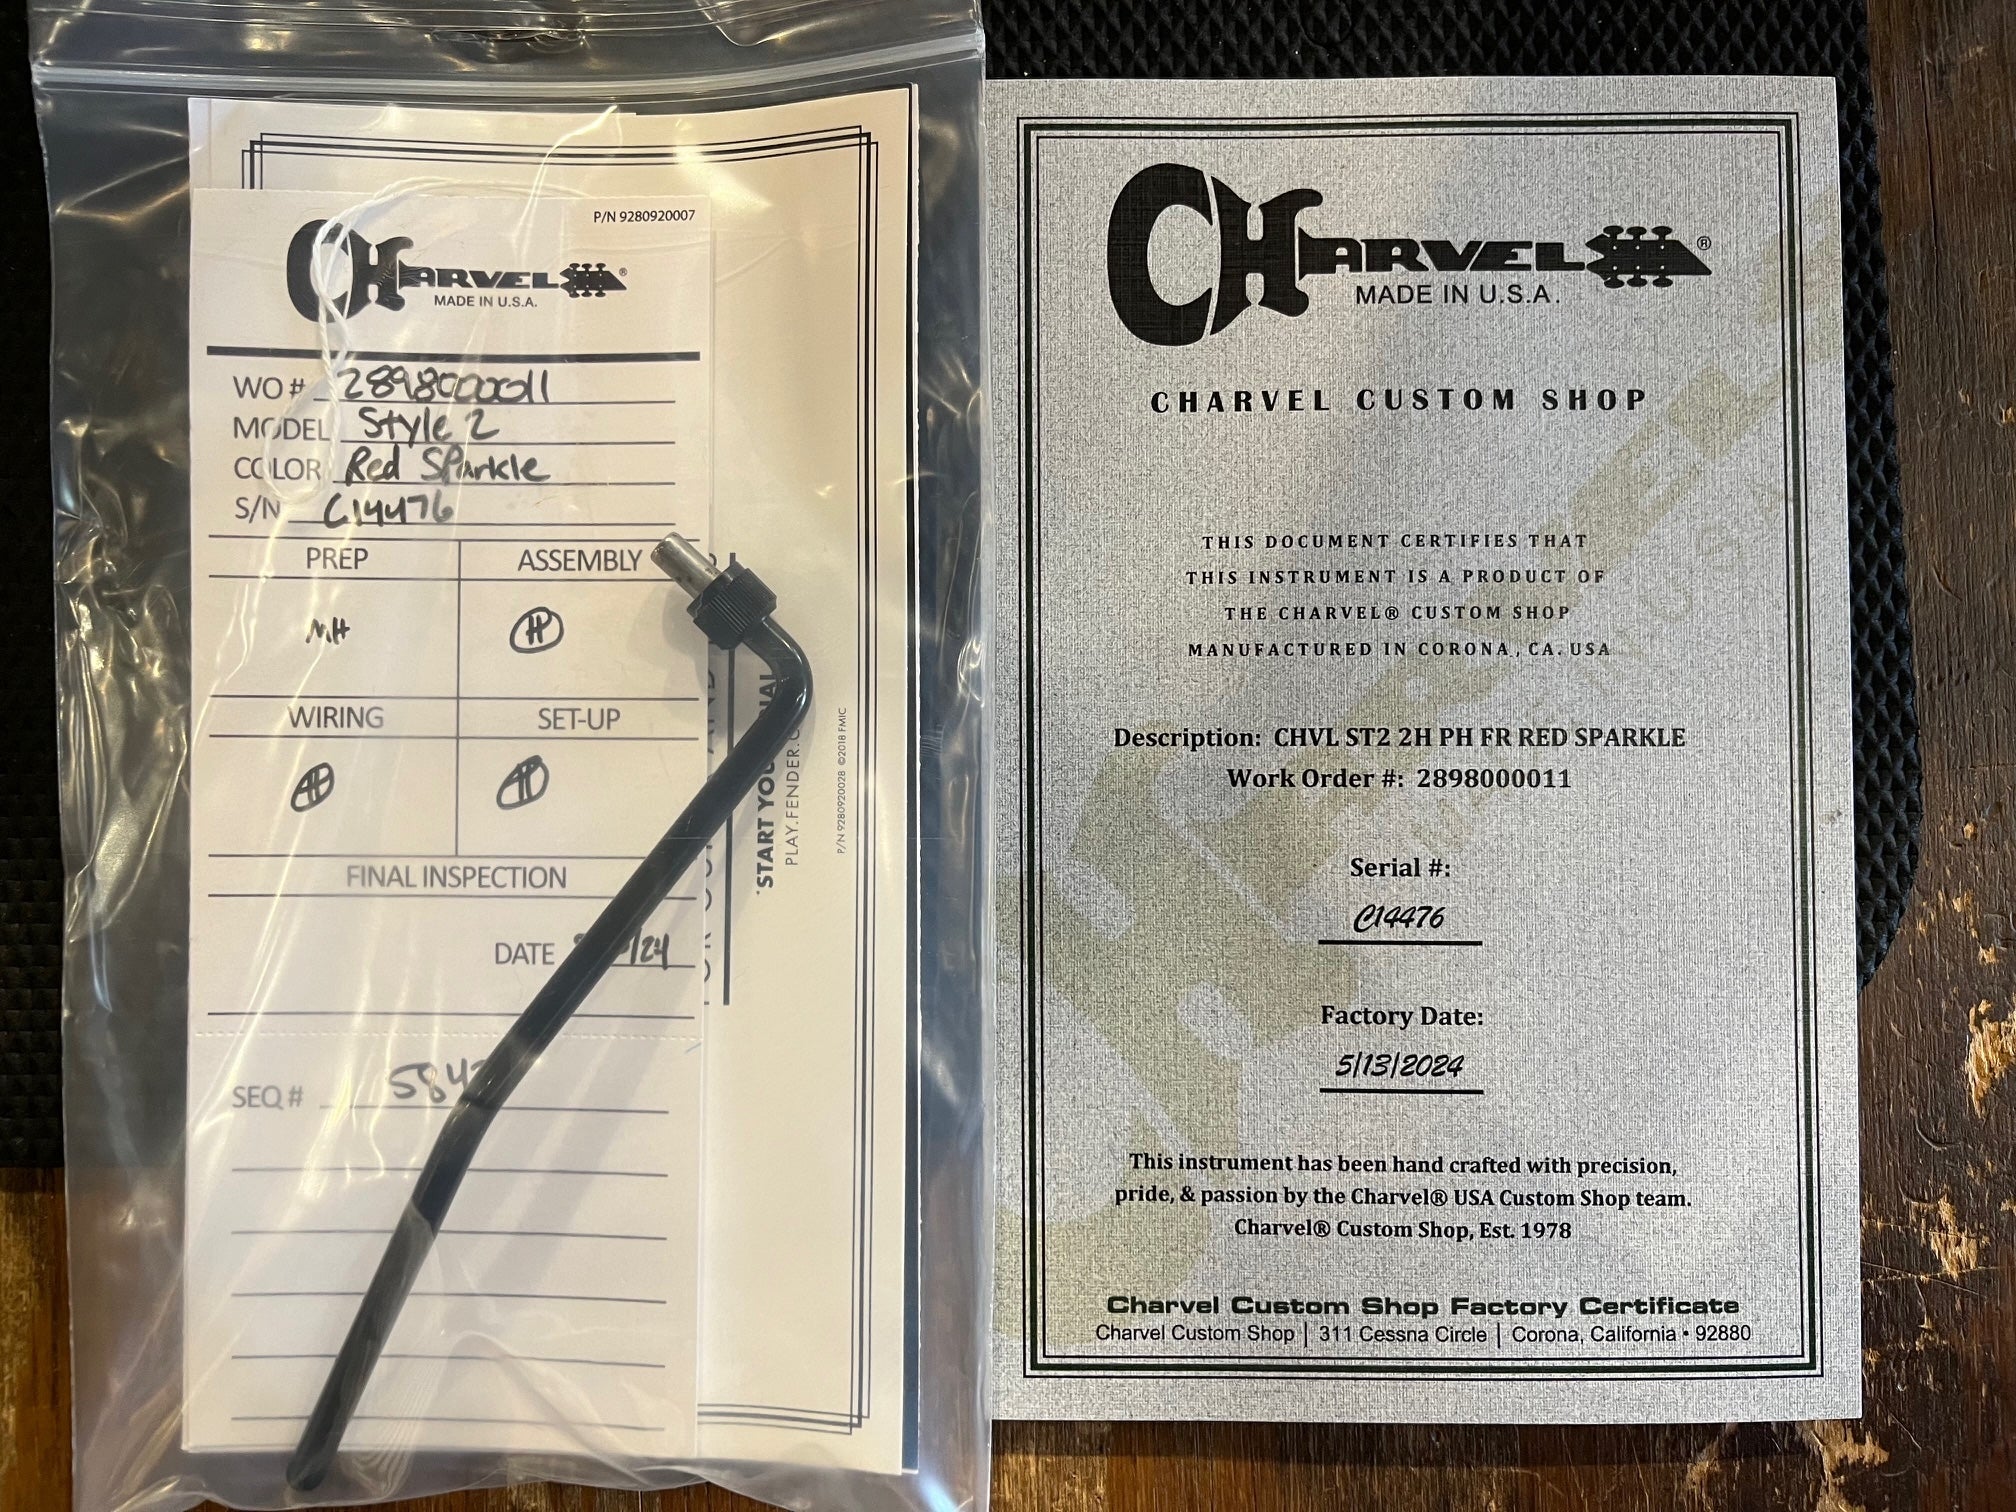 P/N 9280920007
CHARVEL®
MADE IN U.S.A.
WO# 2898000011
MODEL Style 2
COLOR Red Sparkle
S/N C14476
PREP ASSEMBLY
MH
WIRING SET-UP
FINAL INSPECTION
DATE /24
SEQ #
PLAY.FENDER.C
P/N 9280920028 ©2018 FMIC
CHARVEL®
MADE IN U.S.A.
CHARVEL CUSTOM SHOP
THIS DOCUMENT CERTIFIES THAT
THIS INSTRUMENT IS A PRODUCT OF
THE CHARVEL® CUSTOM SHOP
MANUFACTURED IN CORONA, CA. USA
Description: CHVL ST2 2H PH FR RED SPARKLE
Work Order #: 2898000011
Serial #:
C14476
Factory Date:
5/13/2024
This instrument has been hand crafted with precision,
pride, & passion by the Charvel® USA Custom Shop team.
Charvel® Custom Shop, Est. 1978
Charvel Custom Shop Factory Certificate
Charvel Custom Shop | 311 Cessna Circle | Corona, California • 92880